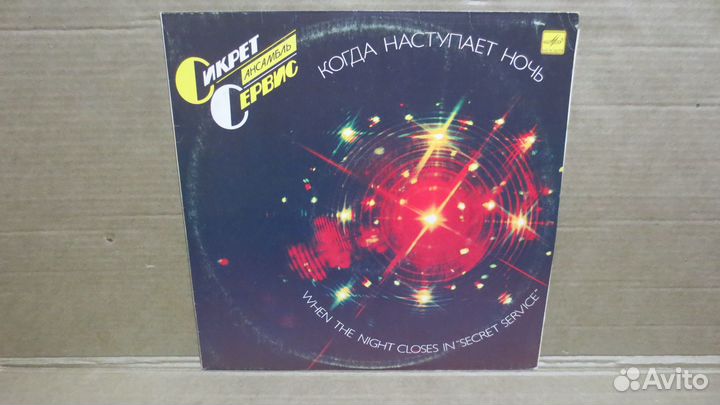 СИКРЕТ
АНСАМБЛЬ
СЕРВИС
КОГДА НАСТУПАЕТ НОЧЬ
WHEN THE NIGHT CLOSES IN "SECRET SERVICE"
Avito